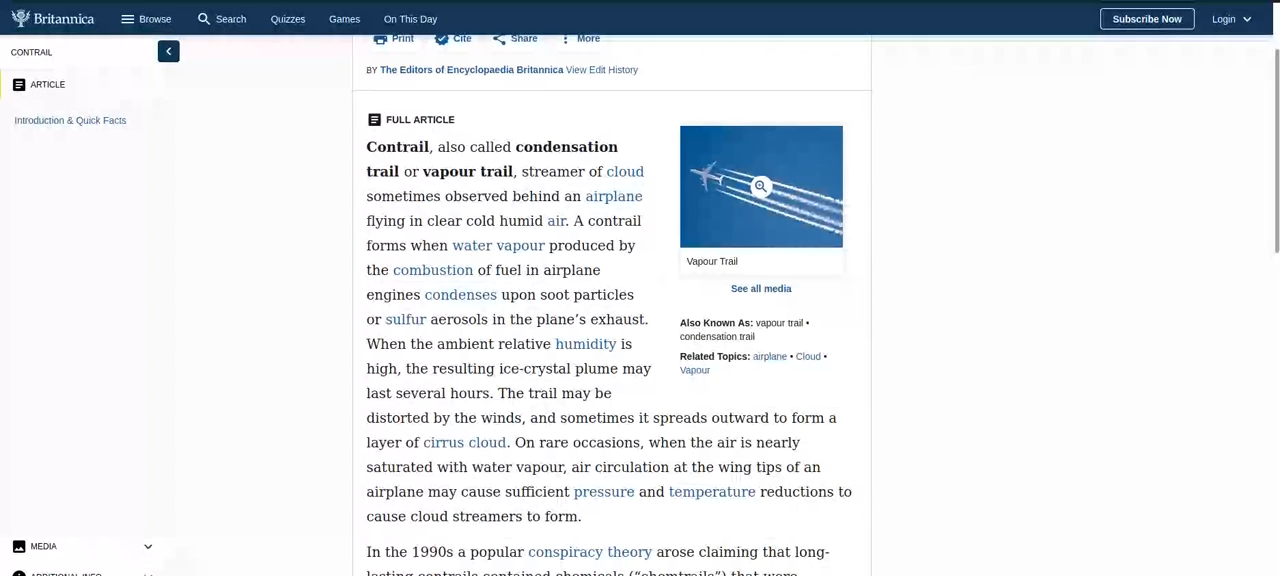 Britannica
Browse
Search
Quizzes
Games
On This Day
Subscribe Now
Login
CONTRAIL
ARTICLE
Introduction & Quick Facts
MEDIA
ADDITIONAL INFO
Print
Cite
Share
More
BY The Editors of Encyclopaedia Britannica View Edit History
FULL ARTICLE
Contrail, also called condensation
trail or vapour trail, streamer of cloud
sometimes observed behind an airplane
flying in clear cold humid air. A contrail
forms when water vapour produced by
the combustion of fuel in airplane
engines condenses upon soot particles
or sulfur aerosols in the plane’s exhaust.
When the ambient relative humidity is
high, the resulting ice-crystal plume may
last several hours. The trail may be
distorted by the winds, and sometimes it spreads outward to form a
layer of cirrus cloud. On rare occasions, when the air is nearly
saturated with water vapour, air circulation at the wing tips of an
airplane may cause sufficient pressure and temperature reductions to
cause cloud streamers to form.
In the 1990s a popular conspiracy theory arose claiming that long-
lasting contrails contained chemicals (“chemtrails”) that were
Vapour Trail
See all media
Also Known As: vapour trail •
condensation trail
Related Topics: airplane • Cloud •
Vapour